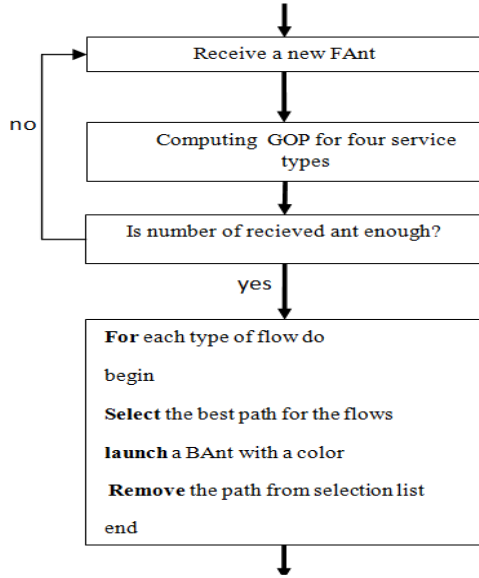 Receive a new FAnt
no
Computing GOP for four service
types
Is number of recieved ant enough?
yes
For each type of flow do
begin
Select the best path for the flows
launch a BAnt with a color
Remove the path from selection list
end